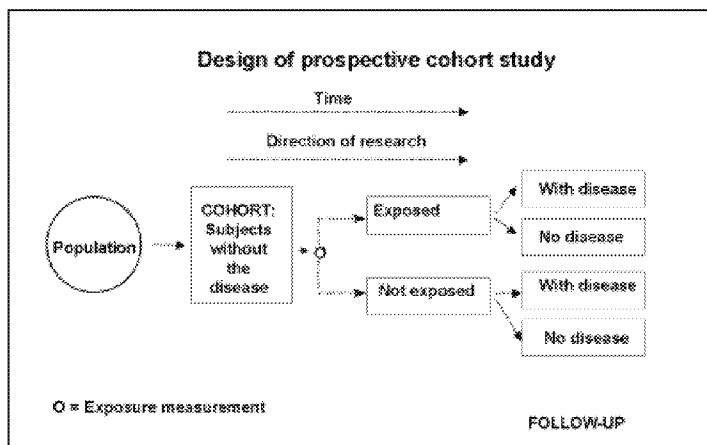 Design of prospective cohort study
Time
Direction of research
Population
COHORT:
Subjects
without
the
disease
O
Exposed
Not exposed
With disease
No disease
With disease
No disease
O = Exposure measurement
FOLLOW-UP